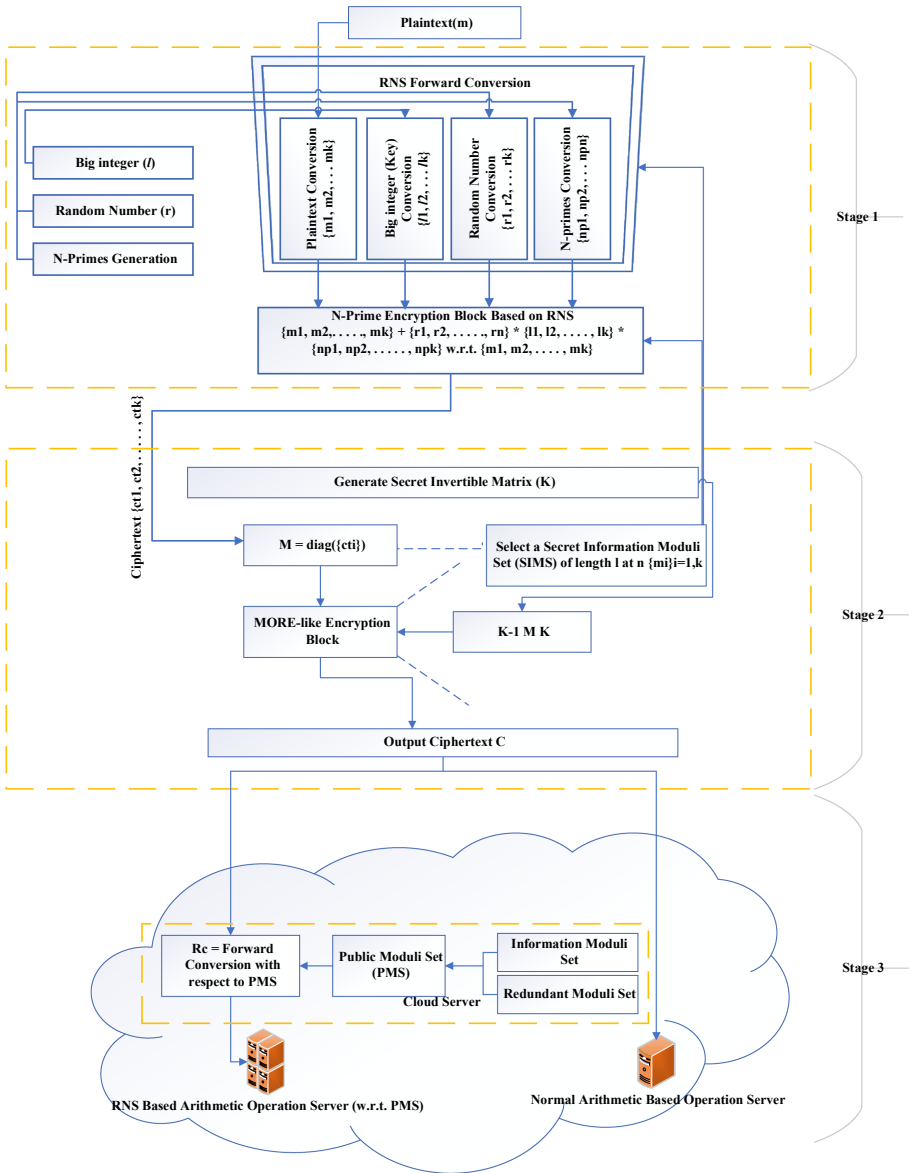 Plaintext(m)
RNS Forward Conversion
Plaintext Conversion
{m1, m2, . . . mk}
Big integer (Key)
Conversion
{l1, l2, . . . lk}
Random Number
Conversion
{r1, r2, . . . rk}
N-primes Conversion
{np1, np2, . . . npn}
Big integer (l)
Random Number (r)
N-Primes Generation
Stage 1
N-Prime Encryption Block Based on RNS
{m1, m2,. . . . ., mk} + {r1, r2, . . . . ., rn} * {l1, l2, . . . . , lk} *
{np1, np2, . . . . . , npk} w.r.t. {m1, m2, . . . . , mk}
Ciphertext {ct1, ct2, . . . . . . ,ctk}
Generate Secret Invertible Matrix (K)
M = diag({cti})
Select a Secret Information Moduli
Set (SIMS) of length l at n {mi}i=1,k
MORE-like Encryption
Block
K-1 M K
Stage 2
Output Ciphertext C
Rc = Forward
Conversion with
respect to PMS
Public Moduli Set
(PMS)
Information Moduli
Set
Redundant Moduli Set
Cloud Server
Stage 3
RNS Based Arithmetic Operation Server (w.r.t. PMS)
Normal Arithmetic Based Operation Server